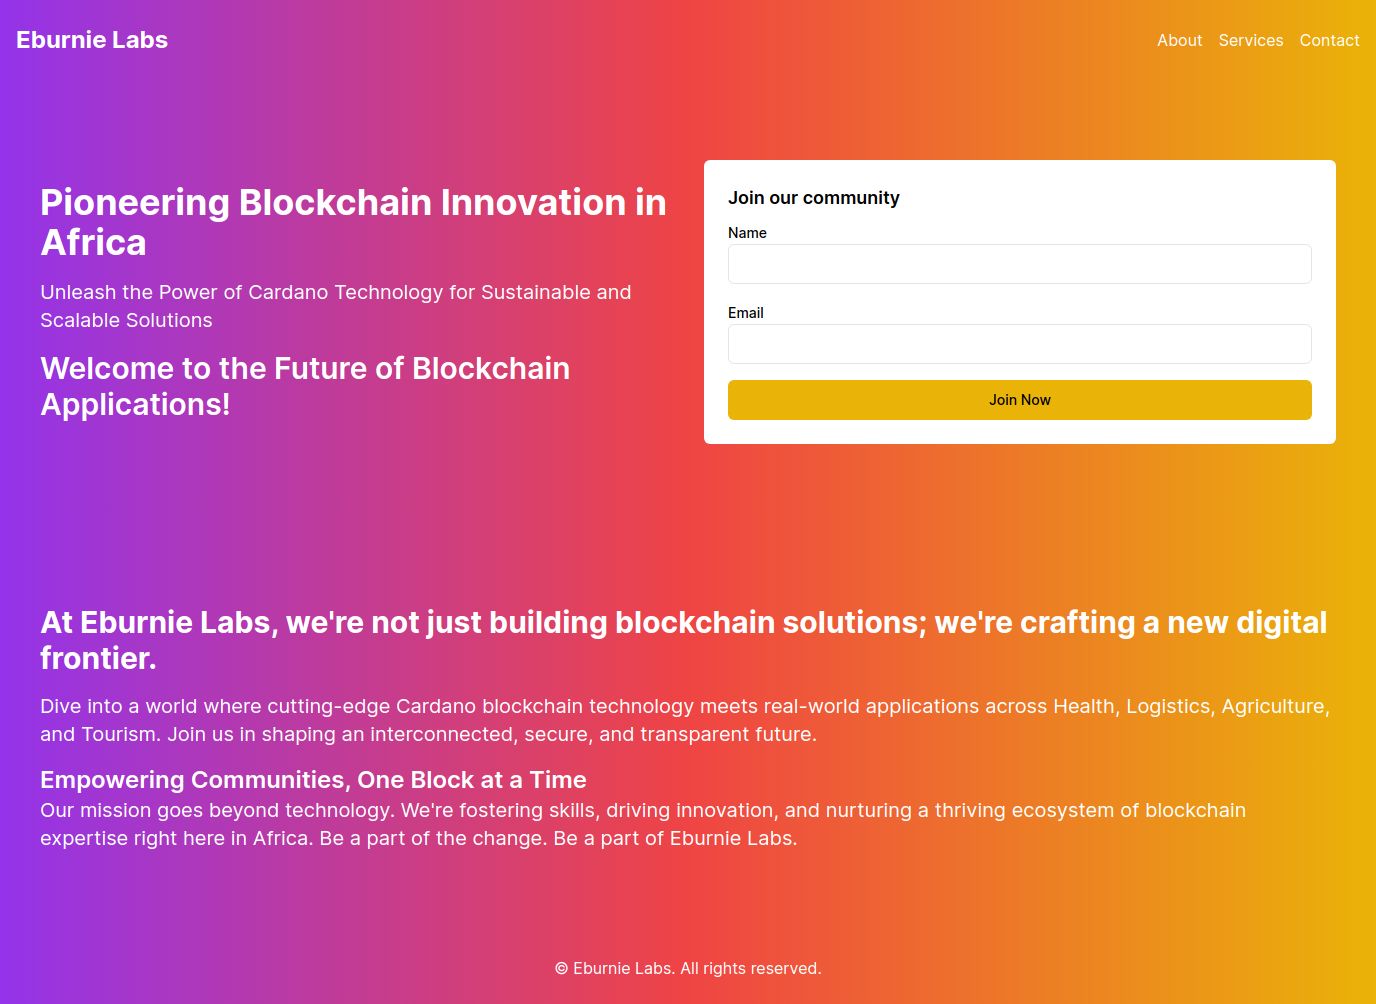 Eburnie Labs
About Services Contact
Pioneering Blockchain Innovation in
Africa
Unleash the Power of Cardano Technology for Sustainable and
Scalable Solutions
Welcome to the Future of Blockchain
Applications!
Join our community
Name
Email
Join Now
At Eburnie Labs, we're not just building blockchain solutions; we're crafting a new digital
frontier.
Dive into a world where cutting-edge Cardano blockchain technology meets real-world applications across Health, Logistics, Agriculture,
and Tourism. Join us in shaping an interconnected, secure, and transparent future.
Empowering Communities, One Block at a Time
Our mission goes beyond technology. We're fostering skills, driving innovation, and nurturing a thriving ecosystem of blockchain
expertise right here in Africa. Be a part of the change. Be a part of Eburnie Labs.
© Eburnie Labs. All rights reserved.